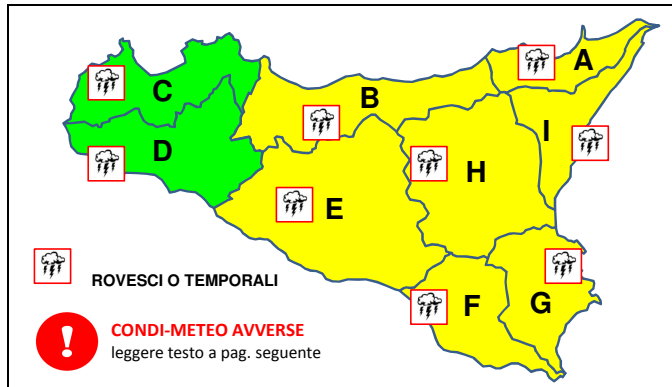 A
C
B
I
D
H
E
ROVESCI O TEMPORALI
F
G
CONDI-METEO AVVERSE
leggere testo a pag. seguente